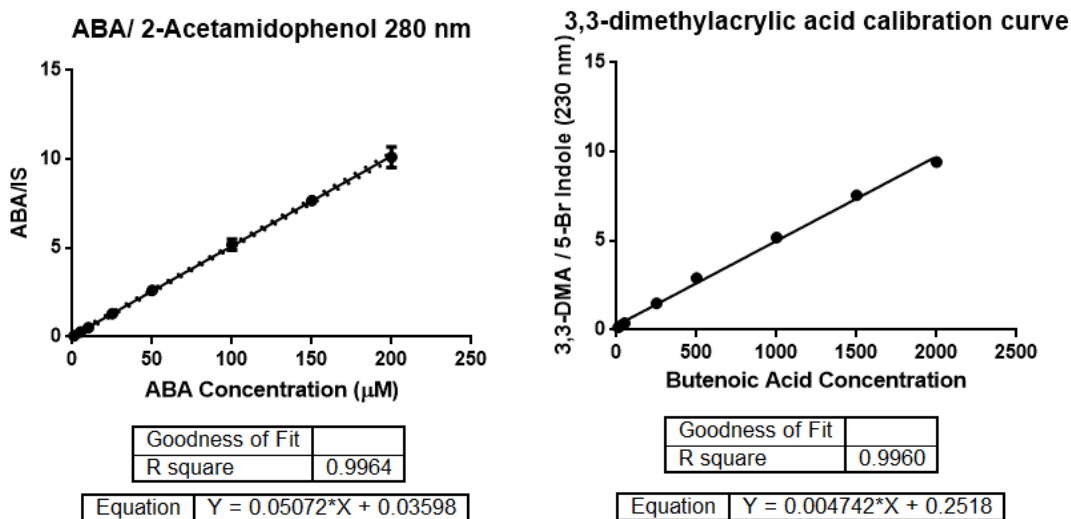 ABA/ 2-Acetamidophenol 280 nm
ABA/IS
15
10
5
0
0 50 100 150 200 250
ABA Concentration (µM)
Goodness of Fit
R square 0.9964
Equation Y = 0.05072*X + 0.03598
3,3-dimethylacrylic acid calibration curve
3,3-DMA / 5-Br Indole (230 nm)
15
10
5
0
0 500 1000 1500 2000 2500
Butenoic Acid Concentration
Goodness of Fit
R square 0.9960
Equation Y = 0.004742*X + 0.2518